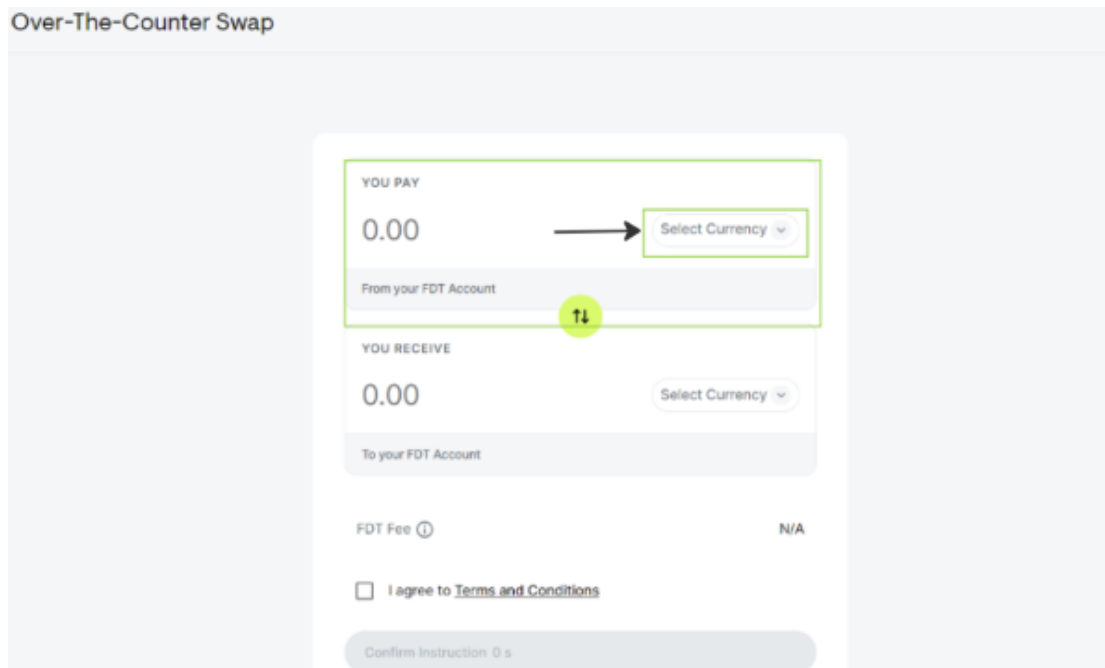 Over-The-Counter Swap
YOU PAY
0.00 Select Currency
From your FDT Account
YOU RECEIVE
0.00 Select Currency
To your FDT Account
FDT Fee N/A
I agree to Terms and Conditions
Confirm Instruction 0 s